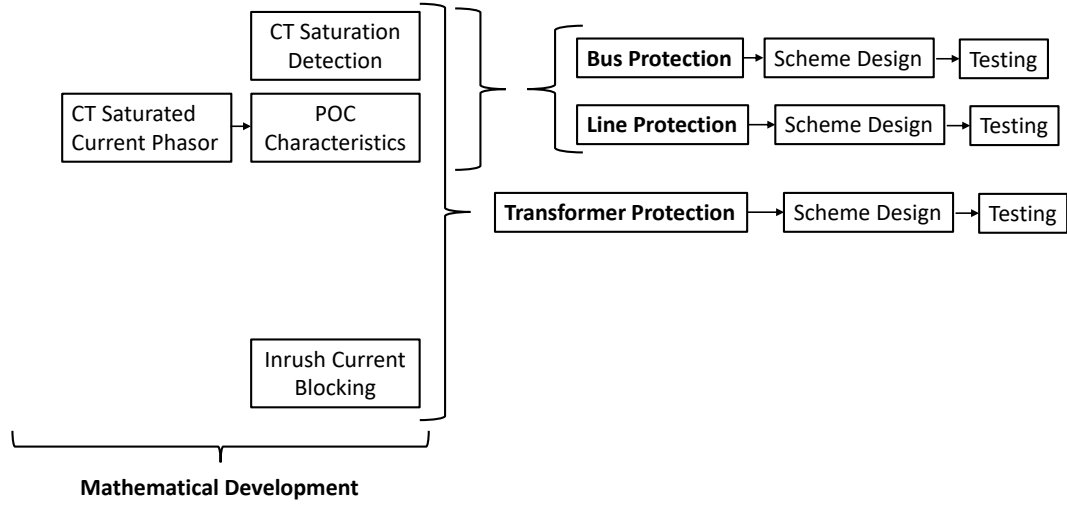 CT Saturation
Detection
CT Saturated
Current Phasor
POC
Characteristics
Bus Protection
Scheme Design
Testing
Line Protection
Scheme Design
Testing
Transformer Protection
Scheme Design
Testing
Inrush Current
Blocking
Mathematical Development